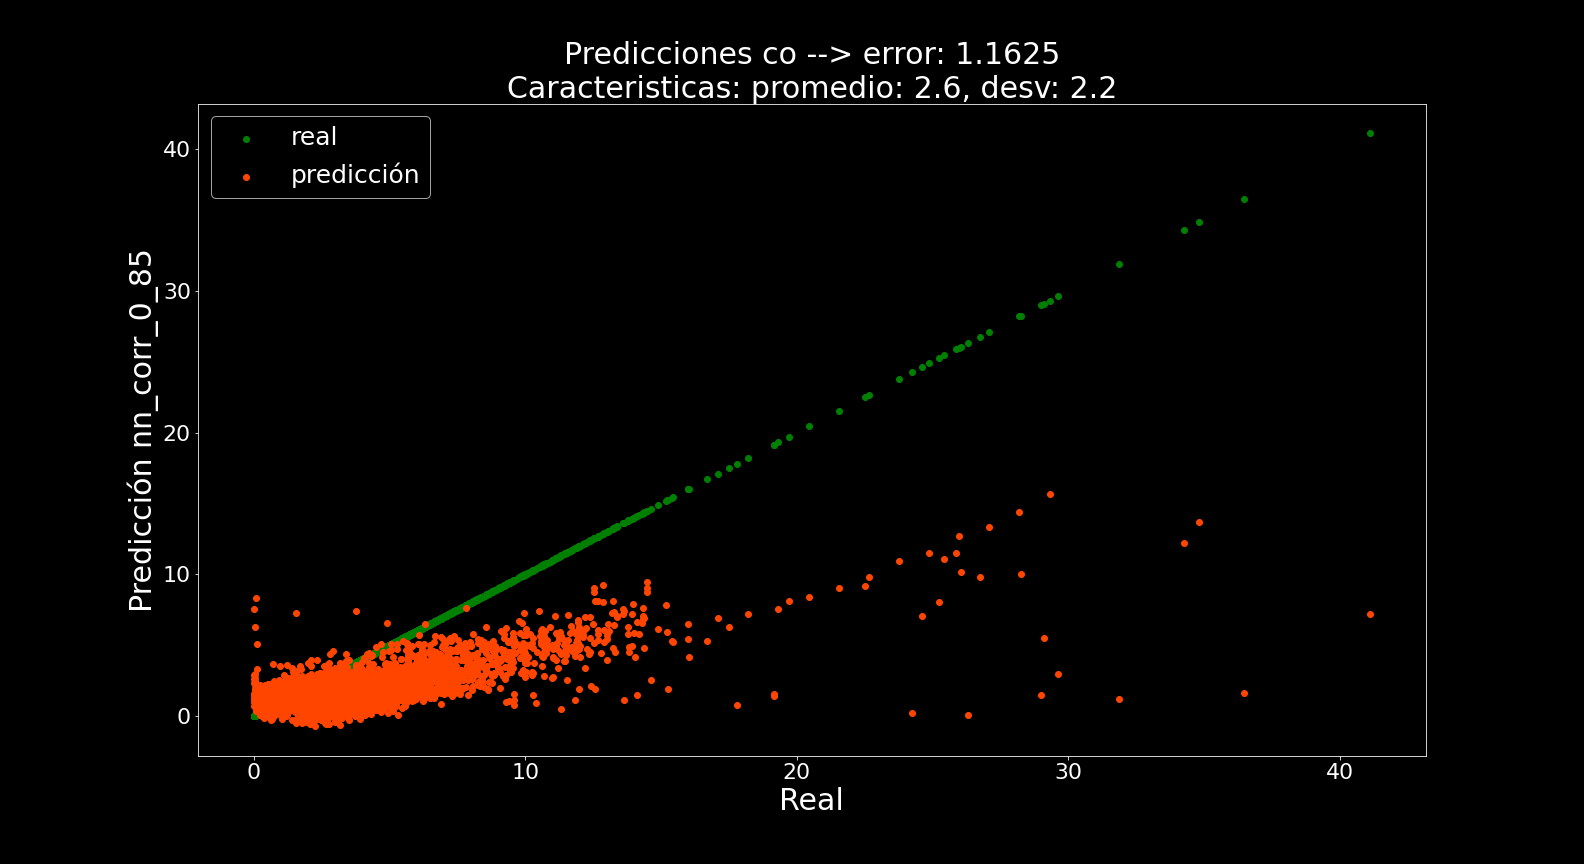 Predicciones co --> error: 1.1625
Caracteristicas: promedio: 2.6, desv: 2.2
real
predicción
Predicción nn_corr_0_85
40
30
20
10
0
0
10
20
30
40
Real